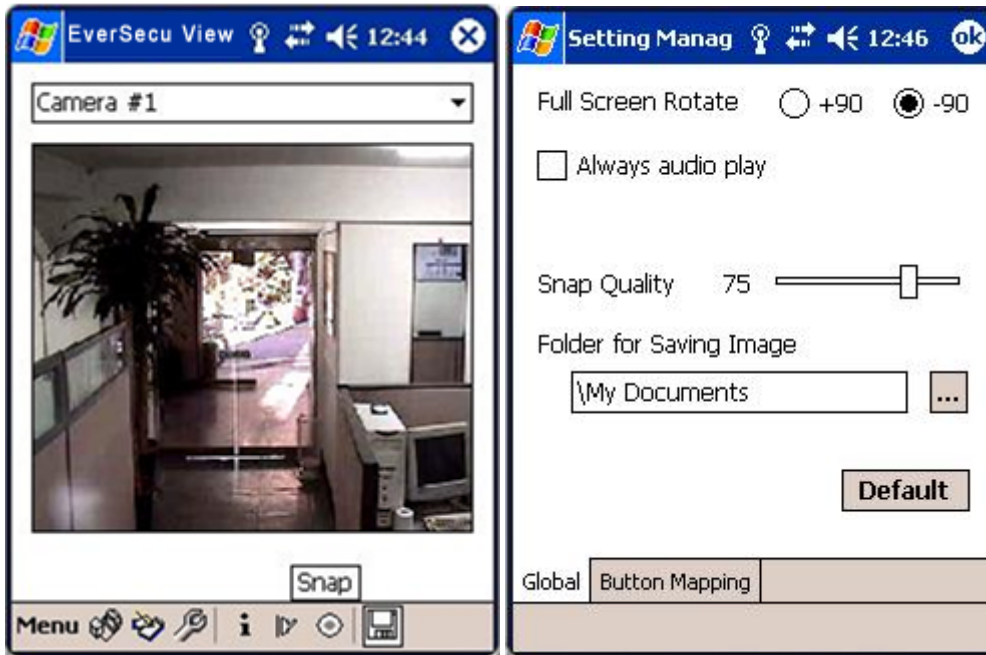 EverSecu View 12:44
Camera #1
Snap
Menu
Setting Manag 12:46 ok
Full Screen Rotate +90 -90
Always audio play
Snap Quality 75
Folder for Saving Image
\My Documents
...
Default
Global Button Mapping